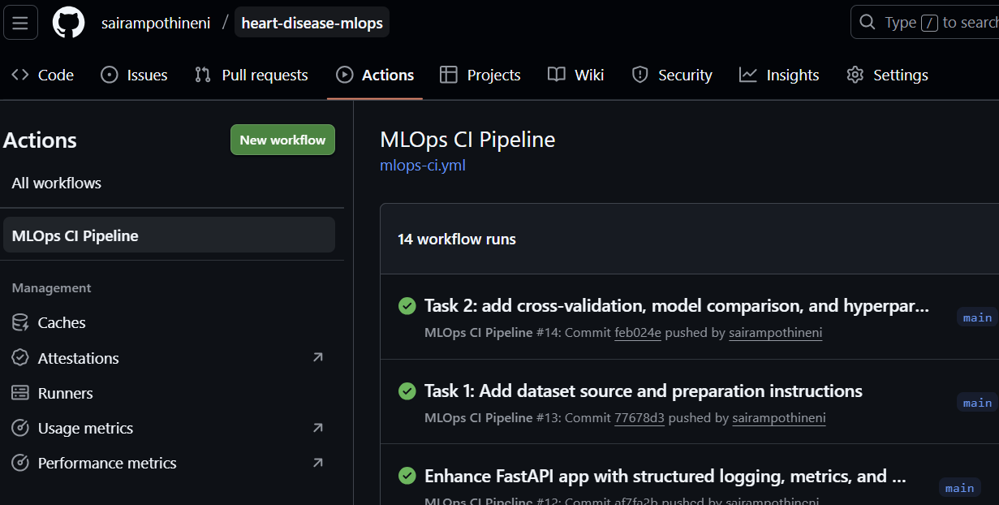 sairampothineni / heart-disease-mlops
Type / to search
Code Issues Pull requests Actions Projects Wiki Security Insights Settings
Actions
New workflow
All workflows
MLOps CI Pipeline
Management
Caches
Attestations
Runners
Usage metrics
Performance metrics
MLOps CI Pipeline
mlops-ci.yml
14 workflow runs
Task 2: add cross-validation, model comparison, and hyperpar...
main
MLOps CI Pipeline #14: Commit feb024e pushed by sairampothineni
Task 1: Add dataset source and preparation instructions
main
MLOps CI Pipeline #13: Commit 77678d3 pushed by sairampothineni
Enhance FastAPI app with structured logging, metrics, and ...
main
MLOps CI Pipeline #12: Commit af7fa2b pushed by sairampothineni